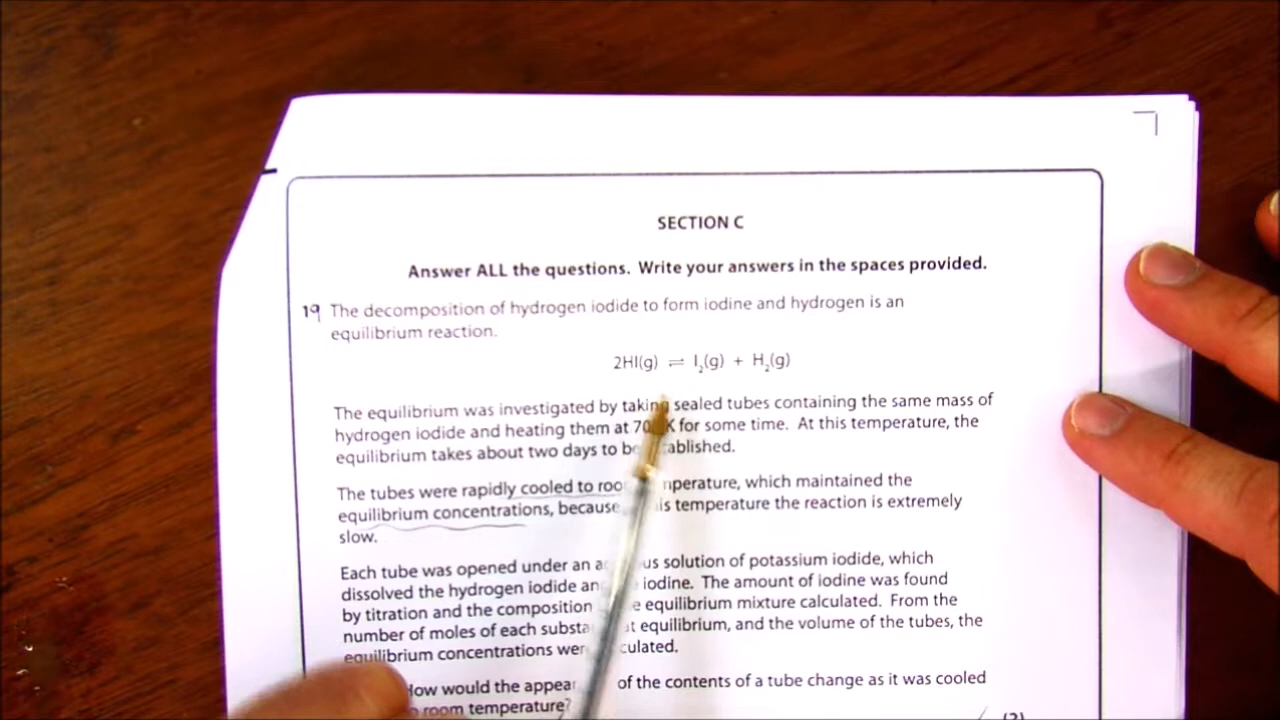 SECTION C
Answer ALL the questions. Write your answers in the spaces provided.
19 The decomposition of hydrogen iodide to form iodine and hydrogen is an
equilibrium reaction.
2HI(g) ⇌ I₂(g) + H₂(g)
The equilibrium was investigated by taking sealed tubes containing the same mass of
hydrogen iodide and heating them at 70 K for some time. At this temperature, the
equilibrium takes about two days to be established.
The tubes were rapidly cooled to room temperature, which maintained the
equilibrium concentrations, because is temperature the reaction is extremely
slow.
Each tube was opened under an aqueous solution of potassium iodide, which
dissolved the hydrogen iodide and iodine. The amount of iodine was found
by titration and the composition equilibrium mixture calculated. From the
number of moles of each substance at equilibrium, and the volume of the tubes, the
equilibrium concentrations were calculated.
How would the appearance of the contents of a tube change as it was cooled
room temperature?
(2)